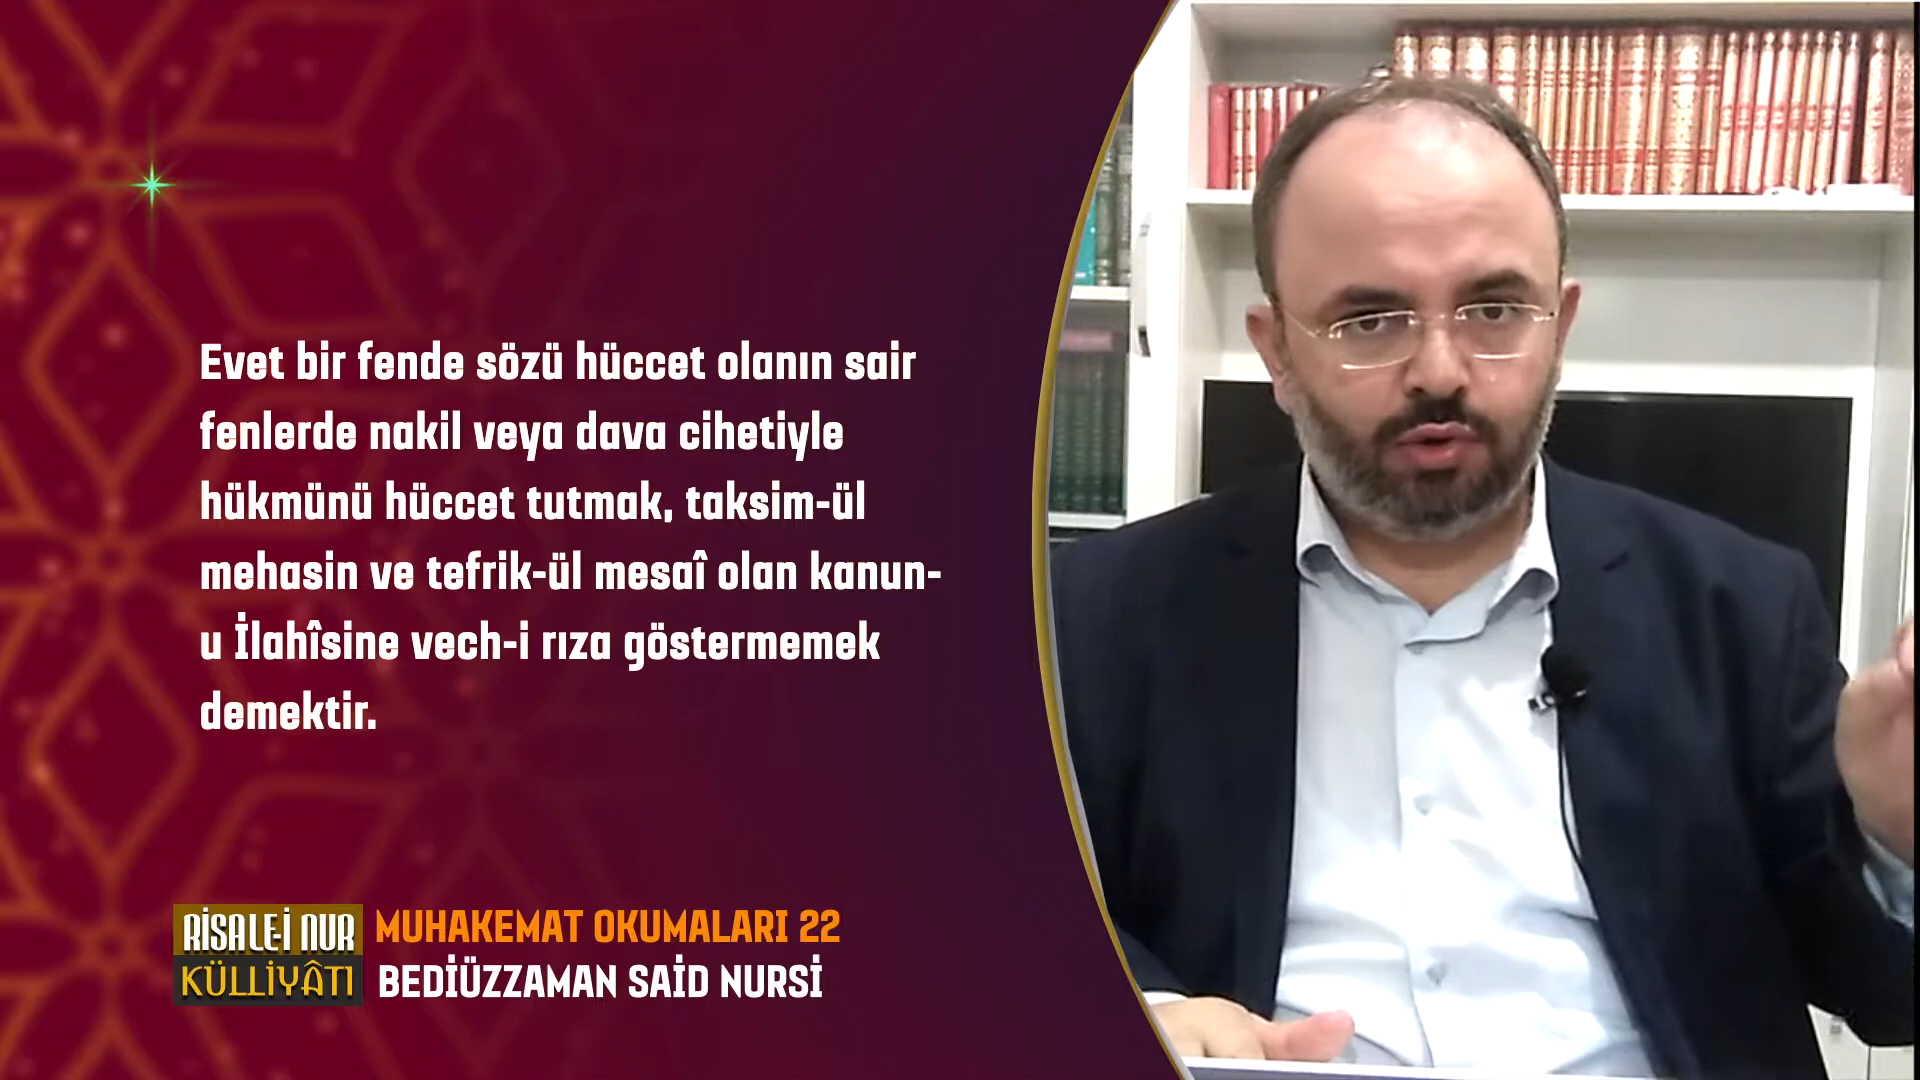 Evet bir fende sözü hüccet olanın sair
fenlerde nakil veya dava cihetiyle
hükmünü hüccet tutmak, taksim-ül
mehasin ve tefrik-ül mesaî olan kanun-
u İlahîsine vech-i rıza göstermemek
demektir.
RİSALE-İ NUR
KÜLLİYÂTI
MUHAKEMAT OKUMALARI 22
BEDİÜZZAMAN SAİD NURSİ